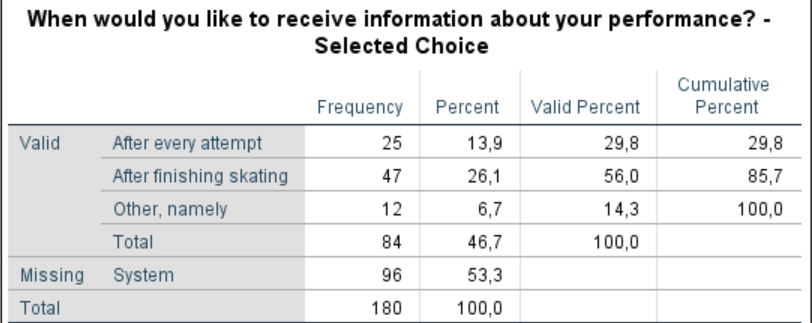 When would you like to receive information about your performance? -
Selected Choice
Frequency Percent Valid Percent Cumulative Percent
Valid After every attempt 25 13,9 29,8 29,8
After finishing skating 47 26,1 56,0 85,7
Other, namely 12 6,7 14,3 100,0
Total 84 46,7 100,0
Missing System 96 53,3
Total 180 100,0